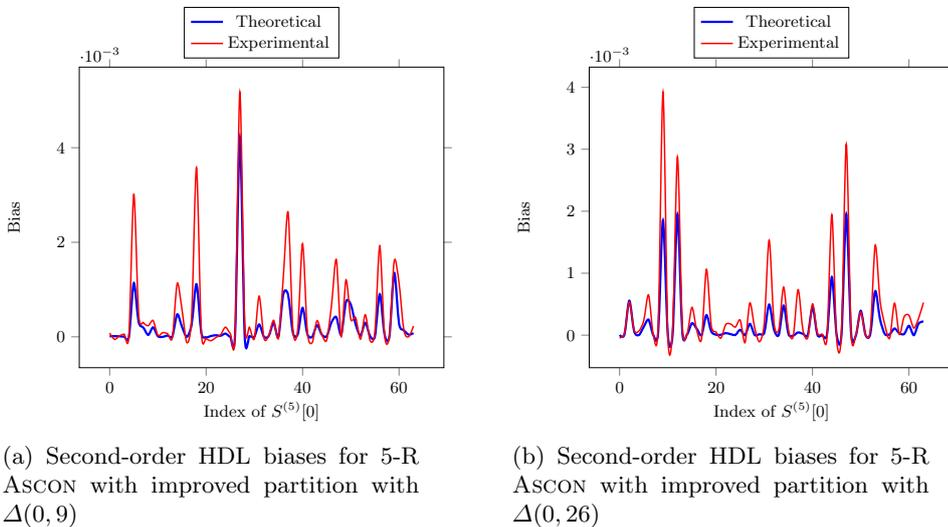 Theoretical
Experimental
·10⁻³
4
2
0
Bias
0 20 40 60
Index of S⁽⁵⁾[0]
(a) Second-order HDL biases for 5-R
ASCON with improved partition with
Δ(0, 9)
Theoretical
Experimental
·10⁻³
4
3
2
1
0
Bias
0 20 40 60
Index of S⁽⁵⁾[0]
(b) Second-order HDL biases for 5-R
ASCON with improved partition with
Δ(0, 26)